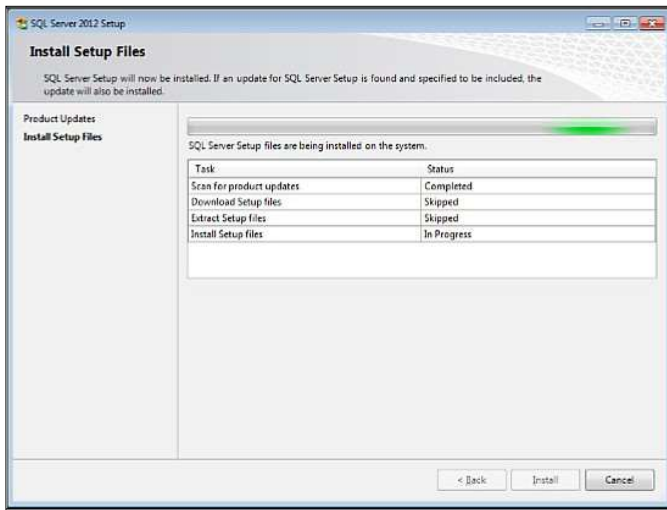 SQL Server 2012 Setup
Install Setup Files
SQL Server Setup will now be installed. If an update for SQL Server Setup is found and specified to be included, the
update will also be installed.
Product Updates
Install Setup Files
SQL Server Setup files are being installed on the system.
Task Status
Scan for product updates Completed
Download Setup files Skipped
Extract Setup files Skipped
Install Setup files In Progress
< Back Install Cancel